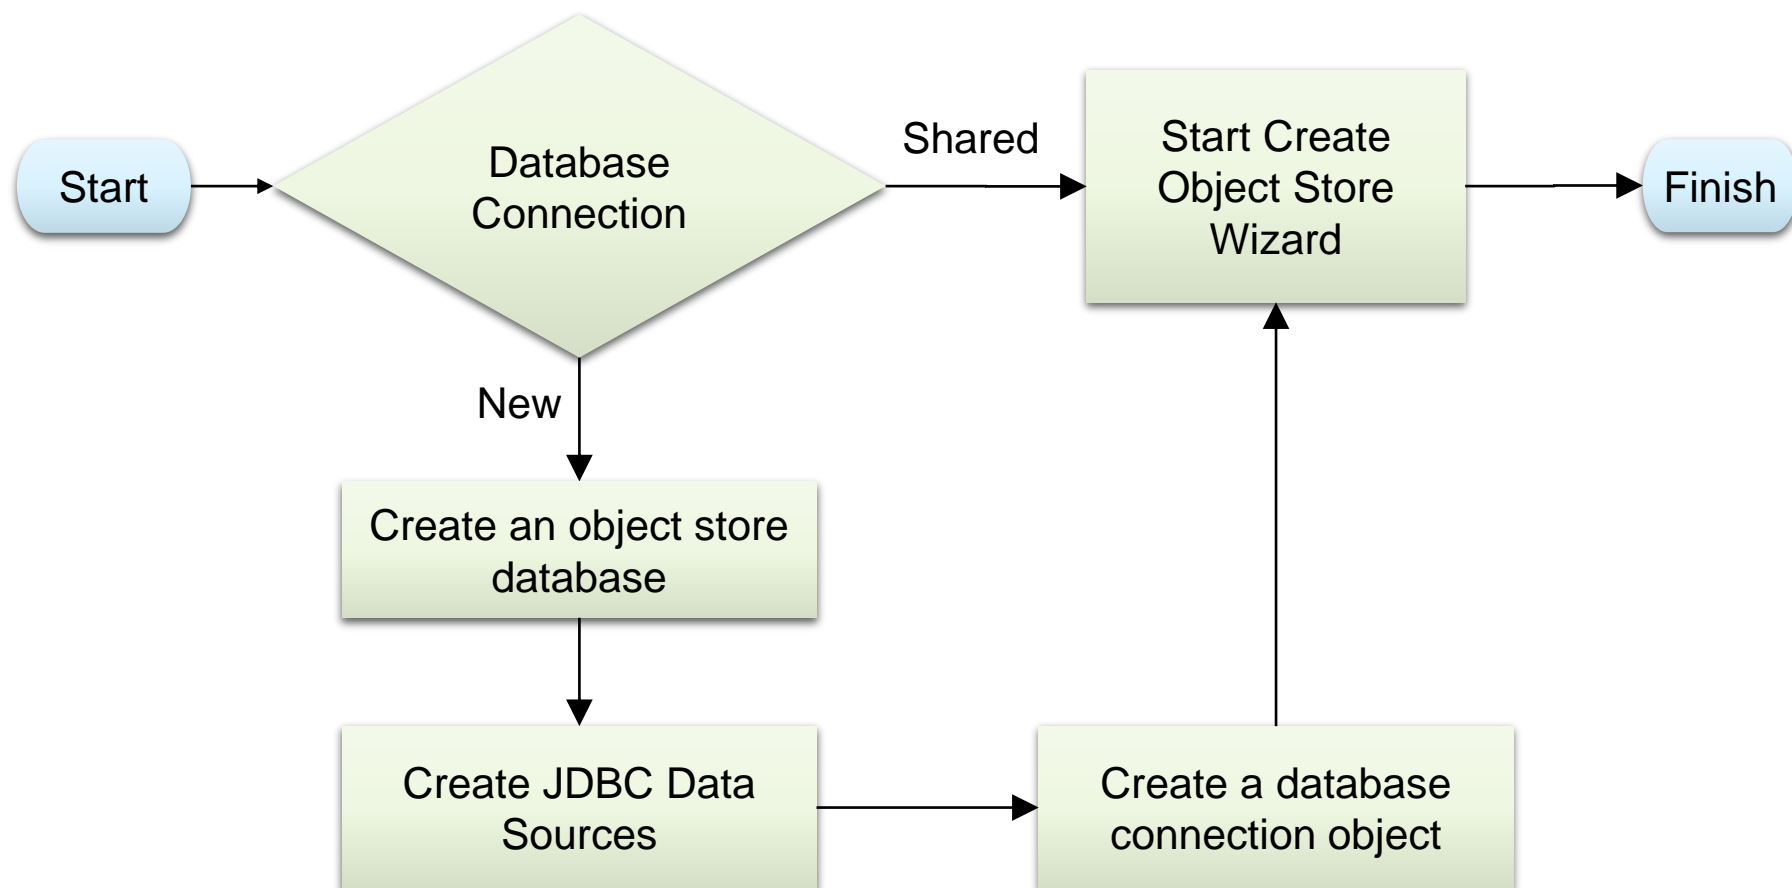 Start
Database
Connection
Shared
Start Create
Object Store
Wizard
Finish
New
Create an object store
database
Create JDBC Data
Sources
Create a database
connection object